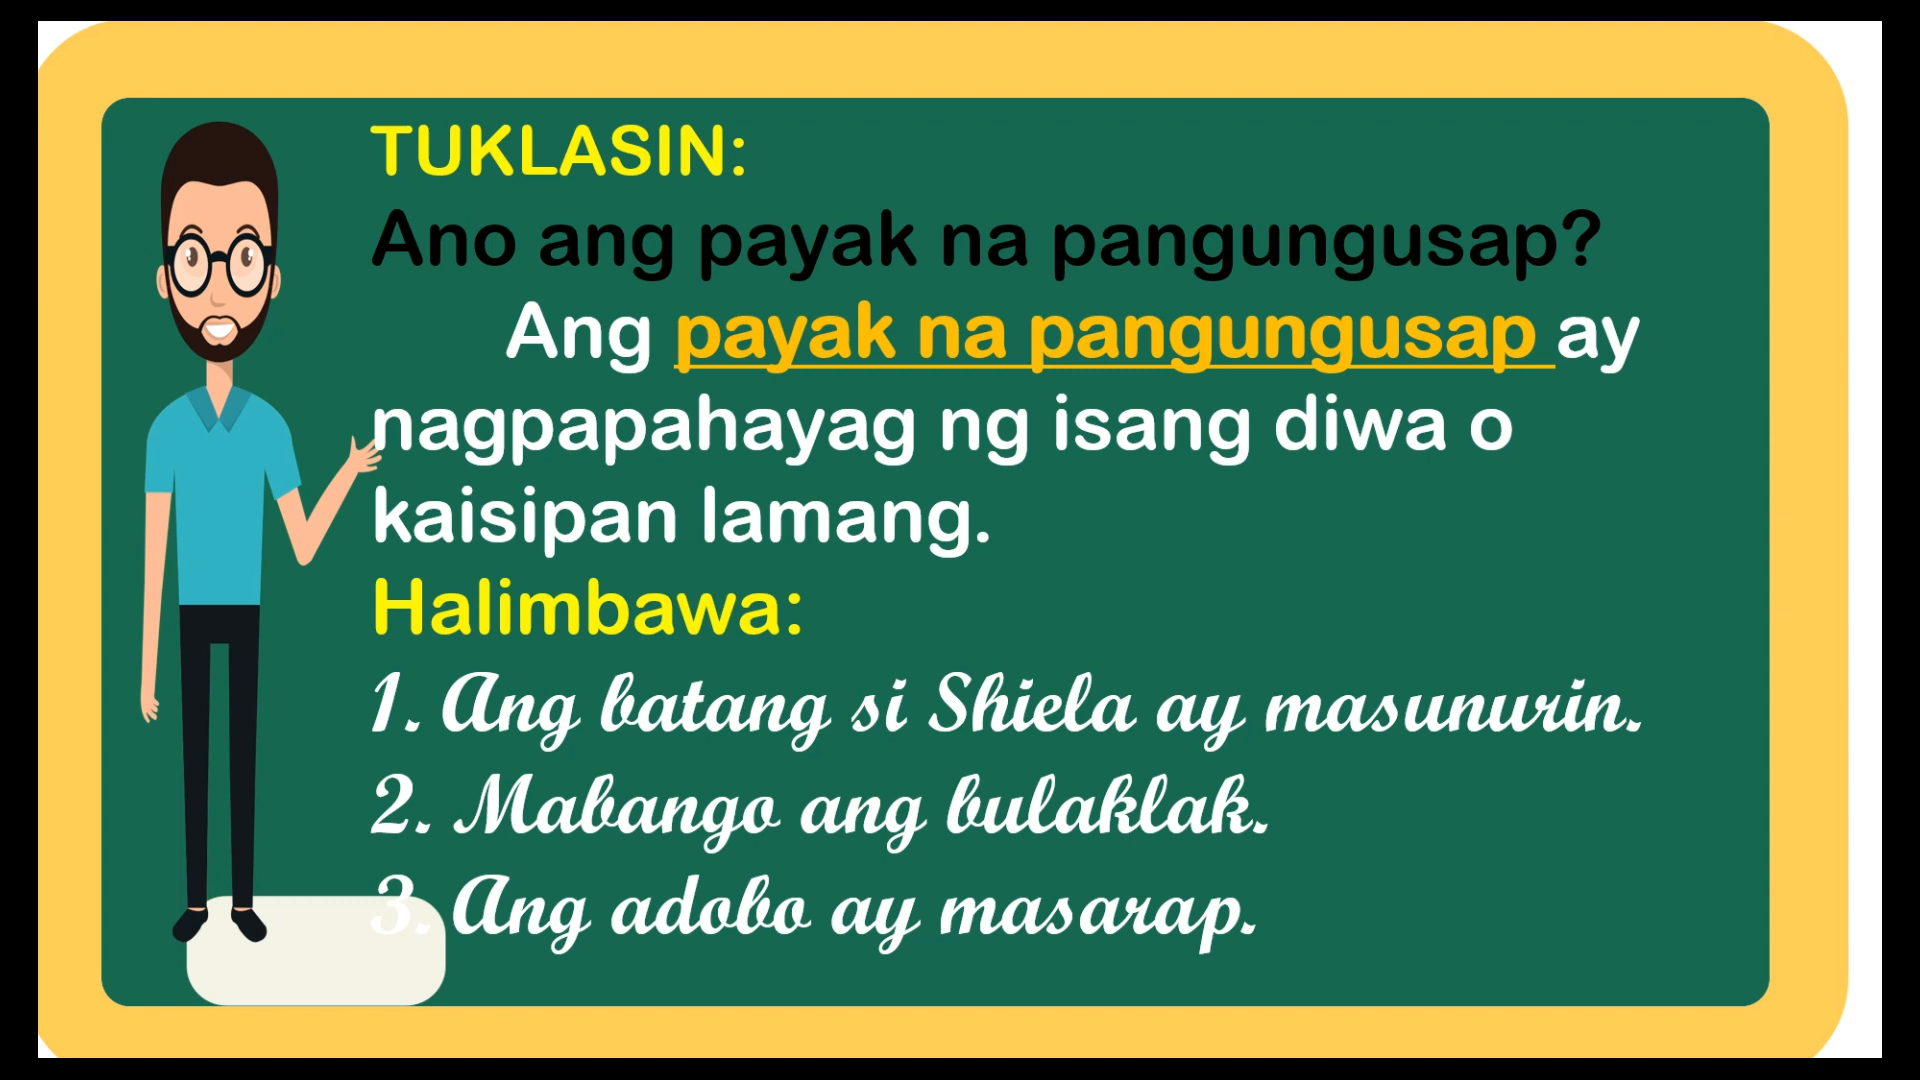 TUKLASIN:
Ano ang payak na pangungusap?
Ang payak na pangungusap ay
nagpapahayag ng isang diwa o
kaisipan lamang.
Halimbawa:
1. Ang batang si Shiela ay masunurin.
2. Mabango ang bulaklak.
3. Ang adobo ay masarap.